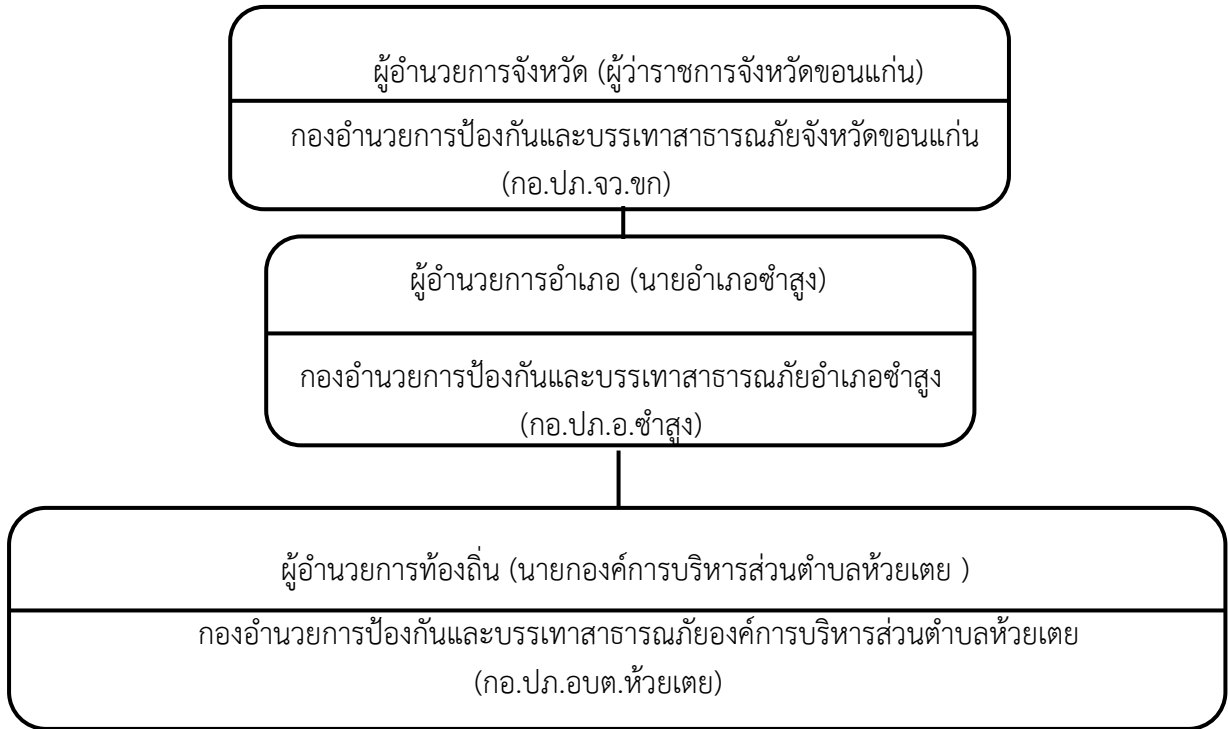 ผู้อำนวยการจังหวัด (ผู้ว่าราชการจังหวัดขอนแก่น)
กองอำนวยการป้องกันและบรรเทาสาธารณภัยจังหวัดขอนแก่น
(กอ.ปภ.จว.ขก)
ผู้อำนวยการอำเภอ (นายอำเภอซำสูง)
กองอำนวยการป้องกันและบรรเทาสาธารณภัยอำเภอซำสูง
(กอ.ปภ.อ.ซำสูง)
ผู้อำนวยการท้องถิ่น (นายกองค์การบริหารส่วนตำบลห้วยเตย )
กองอำนวยการป้องกันและบรรเทาสาธารณภัยองค์การบริหารส่วนตำบลห้วยเตย
(กอ.ปภ.อบต.ห้วยเตย)